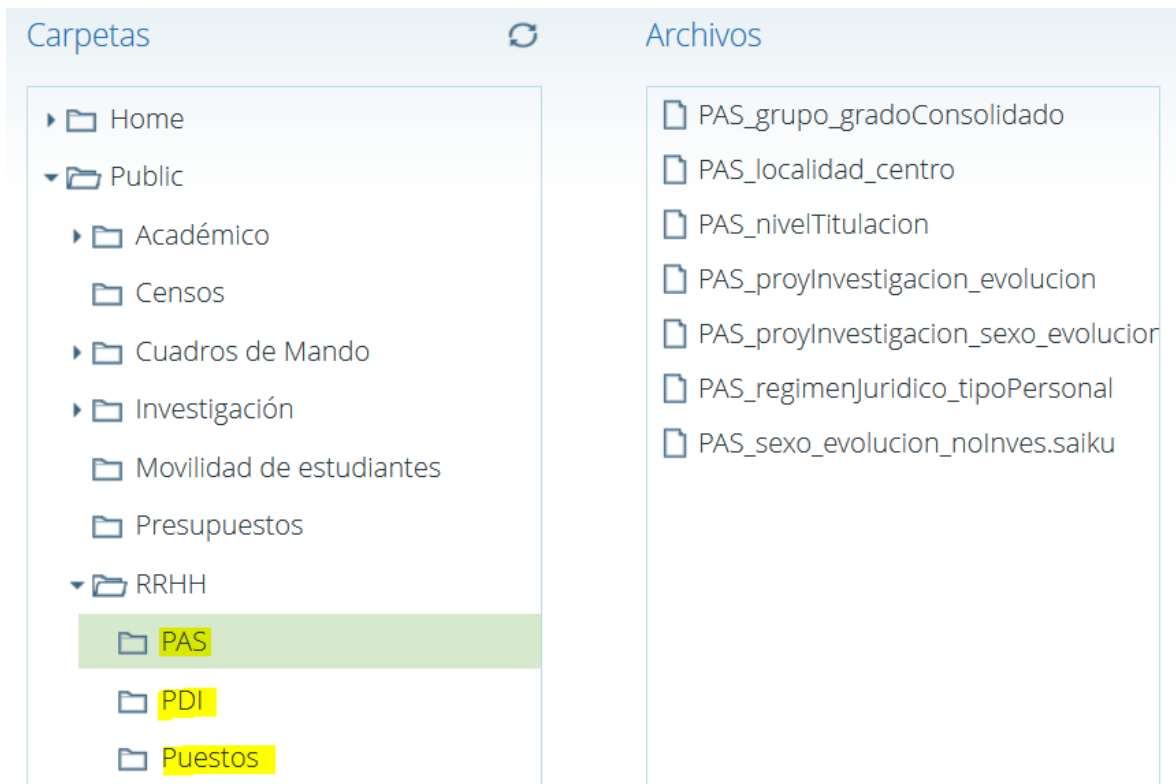 Carpetas
Home
Public
Académico
Censos
Cuadros de Mando
Investigación
Movilidad de estudiantes
Presupuestos
RRHH
PAS
PDI
Puestos
Archivos
PAS_grupo_gradoConsolidado
PAS_localidad_centro
PAS_nivelTitulacion
PAS_proyInvestigacion_evolucion
PAS_proyInvestigacion_sexo_evolucion
PAS_regimenJuridico_tipoPersonal
PAS_sexo_evolucion_noInves.saiku